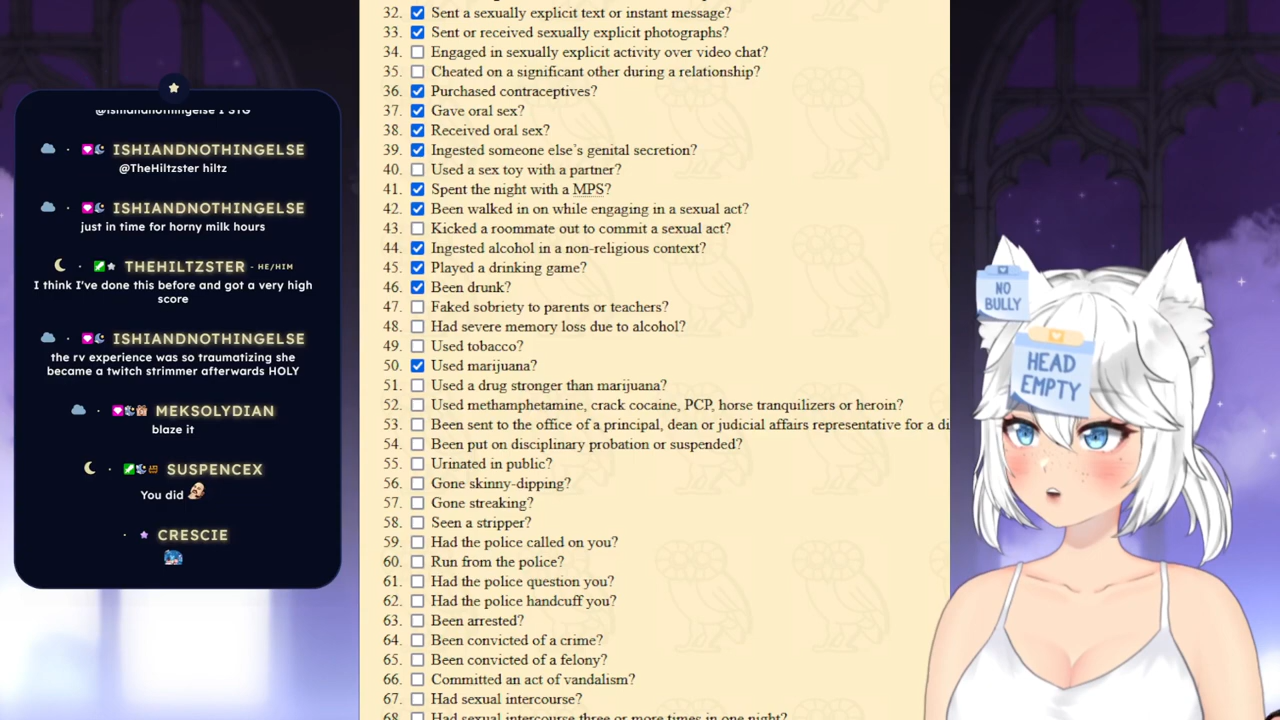 @ishiandnothingelse I STG
ISHIANDNOTHINGELSE
@TheHiltzster hiltz
ISHIANDNOTHINGELSE
just in time for horny milk hours
THEHILTZSTER - HE/HIM
I think I've done this before and got a very high
score
ISHIANDNOTHINGELSE
the rv experience was so traumatizing she
became a twitch strimmer afterwards HOLY
MEKSOLYDIAN
blaze it
SUSPENCEX
You did
CRESCIE
32. Sent a sexually explicit text or instant message?
33. Sent or received sexually explicit photographs?
34. Engaged in sexually explicit activity over video chat?
35. Cheated on a significant other during a relationship?
36. Purchased contraceptives?
37. Gave oral sex?
38. Received oral sex?
39. Ingested someone else's genital secretion?
40. Used a sex toy with a partner?
41. Spent the night with a MPS?
42. Been walked in on while engaging in a sexual act?
43. Kicked a roommate out to commit a sexual act?
44. Ingested alcohol in a non-religious context?
45. Played a drinking game?
46. Been drunk?
47. Faked sobriety to parents or teachers?
48. Had severe memory loss due to alcohol?
49. Used tobacco?
50. Used marijuana?
51. Used a drug stronger than marijuana?
52. Used methamphetamine, crack cocaine, PCP, horse tranquilizers or heroin?
53. Been sent to the office of a principal, dean or judicial affairs representative for a di
54. Been put on disciplinary probation or suspended?
55. Urinated in public?
56. Gone skinny-dipping?
57. Gone streaking?
58. Seen a stripper?
59. Had the police called on you?
60. Run from the police?
61. Had the police question you?
62. Had the police handcuff you?
63. Been arrested?
64. Been convicted of a crime?
65. Been convicted of a felony?
66. Committed an act of vandalism?
67. Had sexual intercourse?
68. Had sexual intercourse three or more times in one night?
NO
BULLY
HEAD
EMPTY